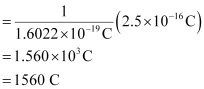 = 1 / 1.6022×10⁻¹⁹ C (2.5×10⁻¹⁶ C)
= 1.560×10³ C
= 1560 C